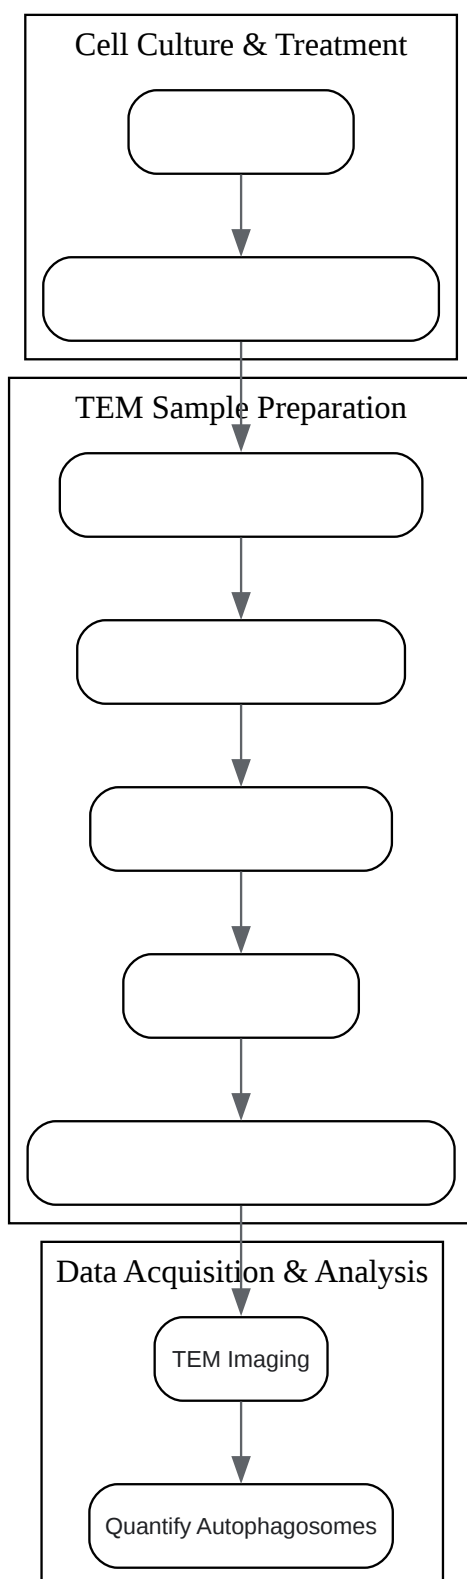 Cell Culture & Treatment
TEM Sample Preparation
Data Acquisition & Analysis
TEM Imaging
Quantify Autophagosomes